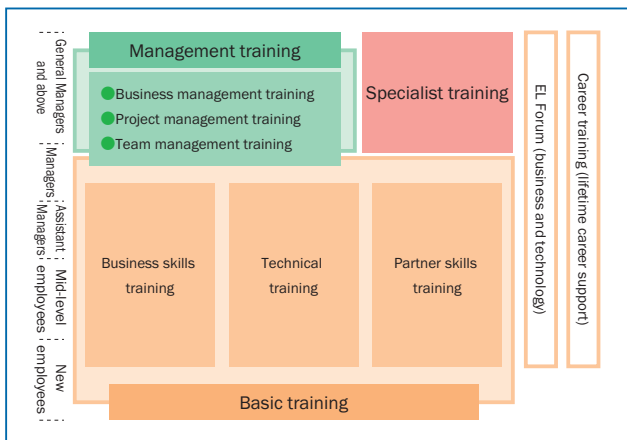 General Managers
and above
Managers
Assistant
Managers
Mid-level
employees
New
employees
Management training
Business management training
Project management training
Team management training
Specialist training
Business skills
training
Technical
training
Partner skills
training
Basic training
EL Forum (business and technology)
Career training (lifetime career support)